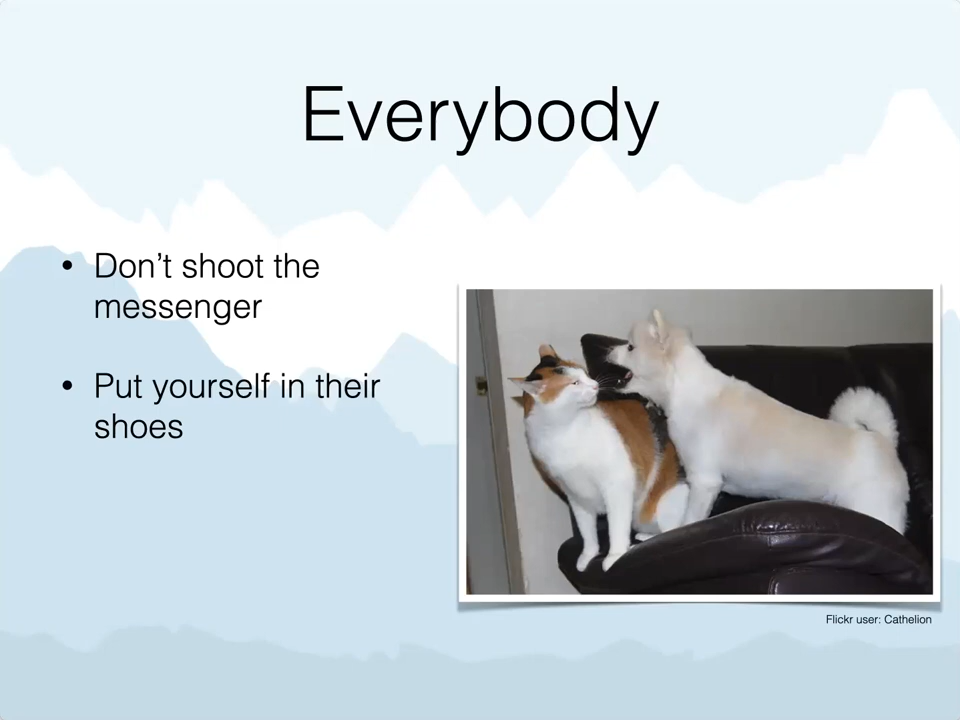 Everybody
• Don’t shoot the
messenger
• Put yourself in their
shoes
Flickr user: Cathelion